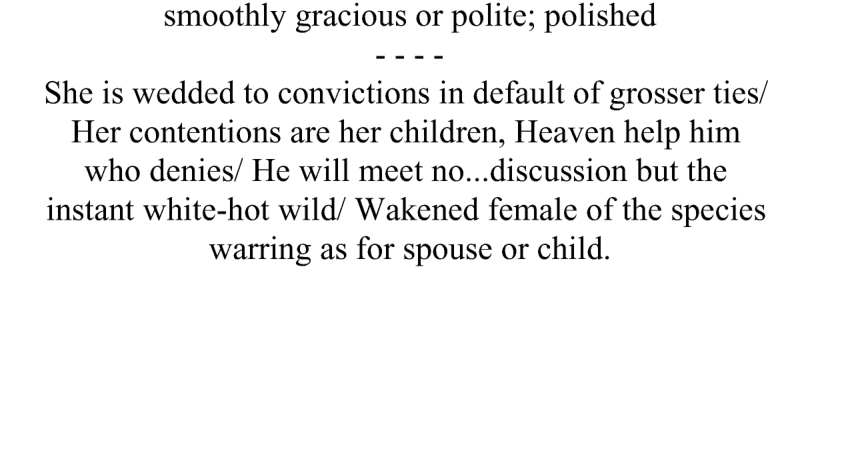 smoothly gracious or polite; polished
- - - -
She is wedded to convictions in default of grosser ties/
Her contentions are her children, Heaven help him
who denies/ He will meet no...discussion but the
instant white-hot wild/ Wakened female of the species
warring as for spouse or child.